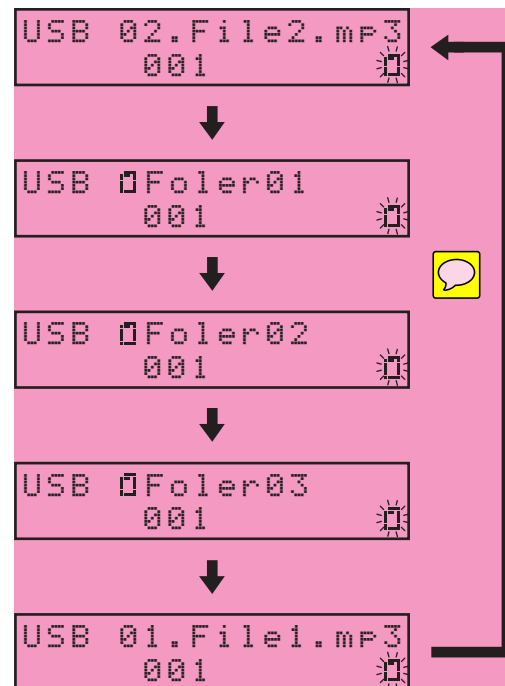 USB 02.File2.mp3
001
USB Foler01
001
USB Foler02
001
USB Foler03
001
USB 01.File1.mp3
001